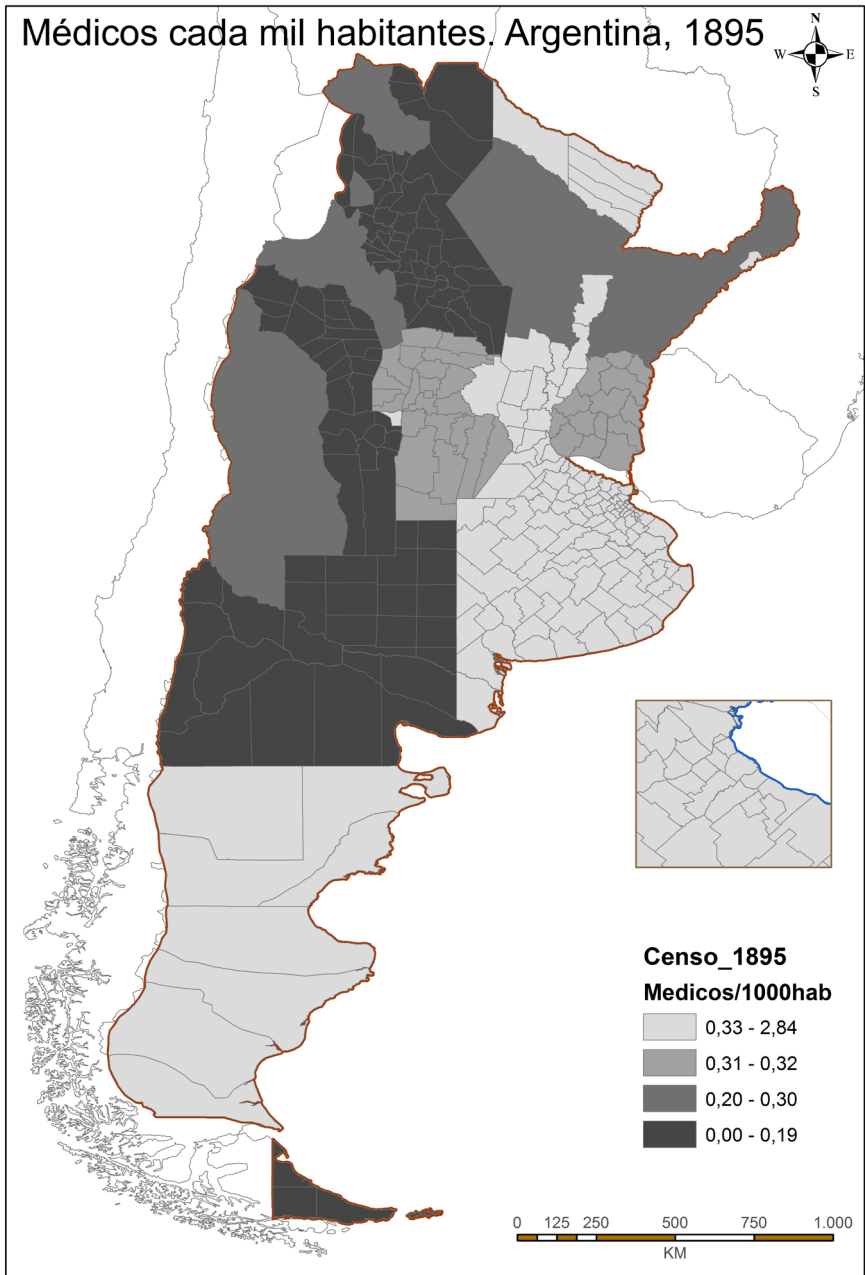 Médicos cada mil habitantes. Argentina, 1895
N
W E
S
Censo_1895
Medicos/1000hab
0,33 - 2,84
0,31 - 0,32
0,20 - 0,30
0,00 - 0,19
0 125 250 500 750 1.000
KM